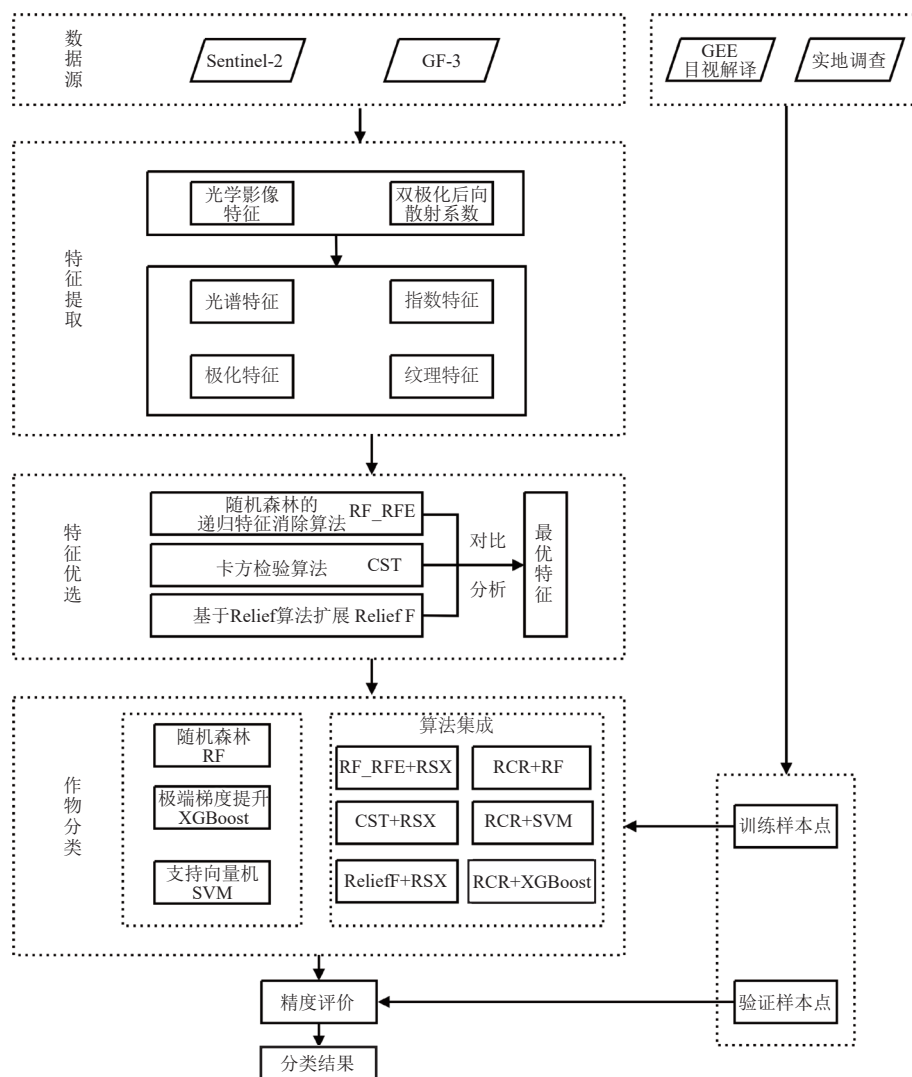 数据源
Sentinel-2
GF-3
GEE
目视解译
实地调查
特征提取
光学影像
特征
双极化后向
散射系数
光谱特征
指数特征
极化特征
纹理特征
特征优选
随机森林的
递归特征消除算法 RF_RFE
卡方检验算法 CST
基于Relief算法扩展 Relief F
对比
分析
最优特征
作物分类
随机森林
RF
极端梯度提升
XGBoost
支持向量机
SVM
算法集成
RF_RFE+RSX
RCR+RF
CST+RSX
RCR+SVM
ReliefF+RSX
RCR+XGBoost
训练样本点
精度评价
验证样本点
分类结果